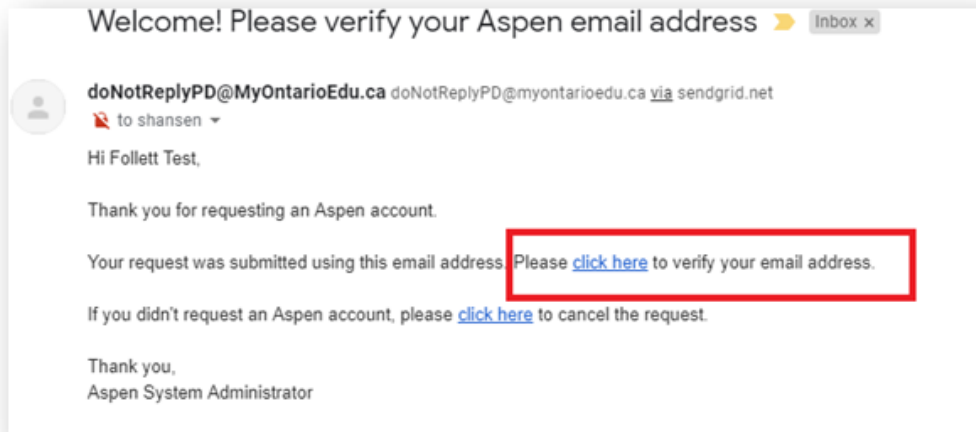 Welcome! Please verify your Aspen email address Inbox x
doNotReplyPD@MyOntarioEdu.ca doNotReplyPD@myontarioedu.ca via sendgrid.net
to shansen
Hi Follett Test,
Thank you for requesting an Aspen account.
Your request was submitted using this email address. Please click here to verify your email address.
If you didn't request an Aspen account, please click here to cancel the request.
Thank you,
Aspen System Administrator